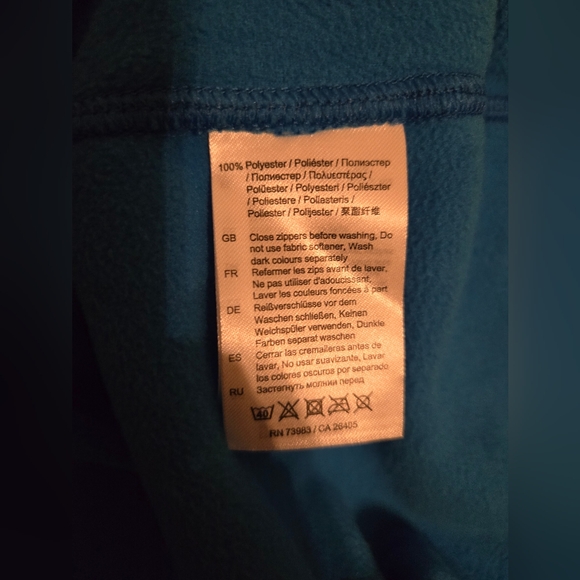 100% Polyester / Poliéster / Полиэстер
/ Полиестер / Πολυεστέρας /
Poliüester / Polyesteri / Poliészter
/ Poliestere / Poliesteris /
Poliester / Polijester / 聚酯纤维
GB Close zippers before washing, Do
not use fabric softener, Wash
dark colours separately
FR Refermer les zips avant de laver,
Ne pas utiliser d'adoucissant,
Laver les couleurs foncées à part
DE Reißverschlüsse vor dem
Waschen schließen, Keinen
Weichspüler verwenden, Dunkle
Farben separat waschen
ES Cerrar las cremalleras antes de
lavar, No usar suavizante, Lavar
los colores oscuros por separado
RU Застегнуть молнии перед
40
RN 73983 / CA 26405